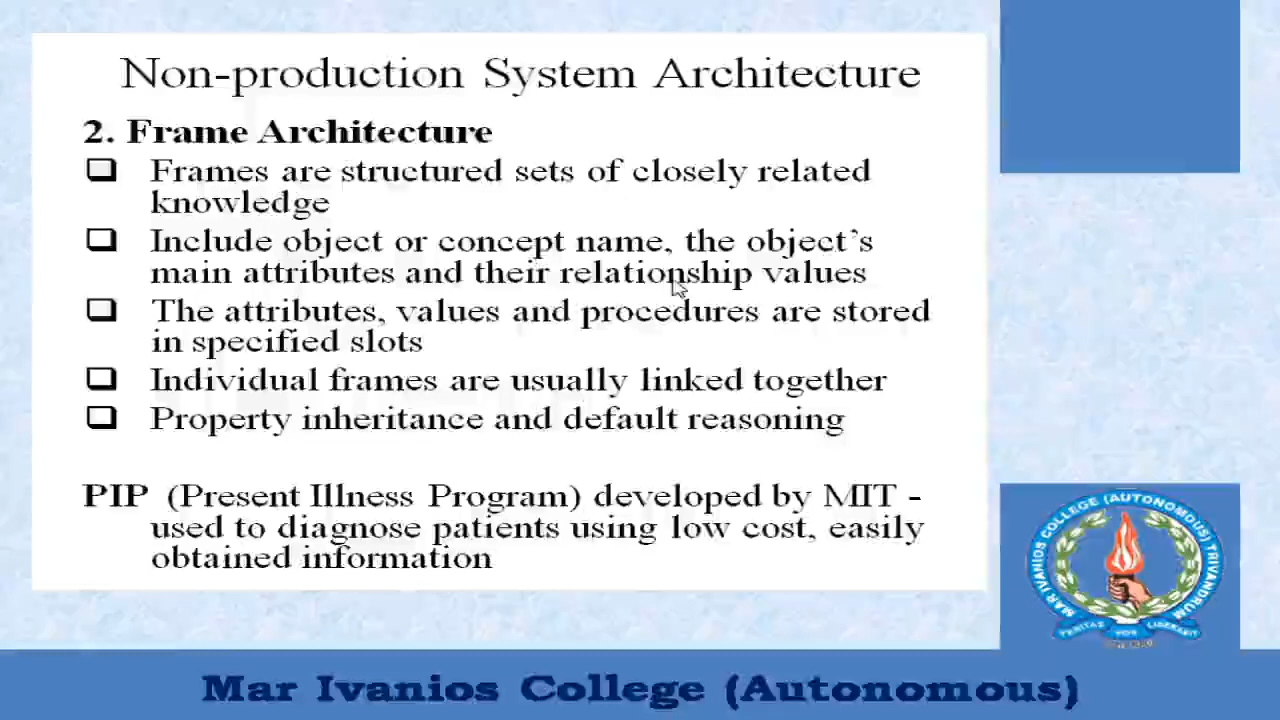 Non-production System Architecture
2. Frame Architecture
Frames are structured sets of closely related
knowledge
Include object or concept name, the object's
main attributes and their relationship values
The attributes, values and procedures are stored
in specified slots
Individual frames are usually linked together
Property inheritance and default reasoning
PIP (Present Illness Program) developed by MIT -
used to diagnose patients using low cost, easily
obtained information
MAR IVANIOS COLLEGE (AUTONOMOUS) TRIVANDRUM
VERITAS VOS LIBERABIT
Mar Ivanios College (Autonomous)